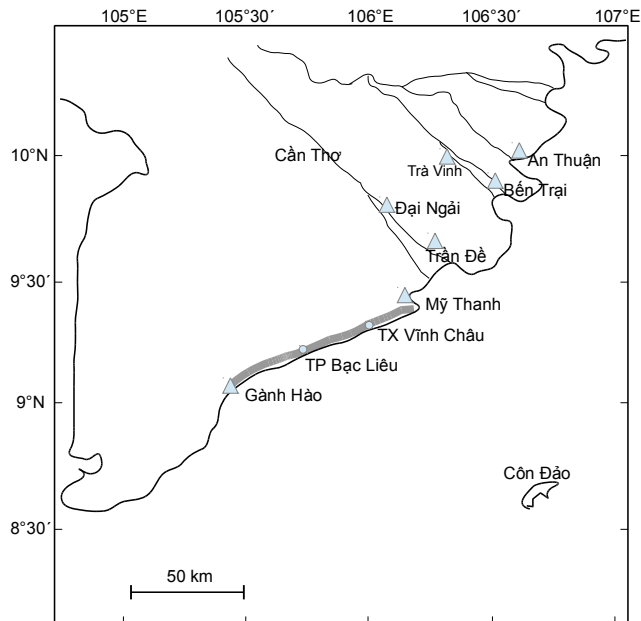 105°E
105°30´
106°E
106°30´
107°E
10°N
9°30´
9°N
8°30´
Cần Thơ
Trà Vinh
An Thuận
Bến Trại
Đại Ngải
Trần Đề
Mỹ Thanh
TX Vĩnh Châu
TP Bạc Liêu
Gành Hào
Côn Đảo
50 km